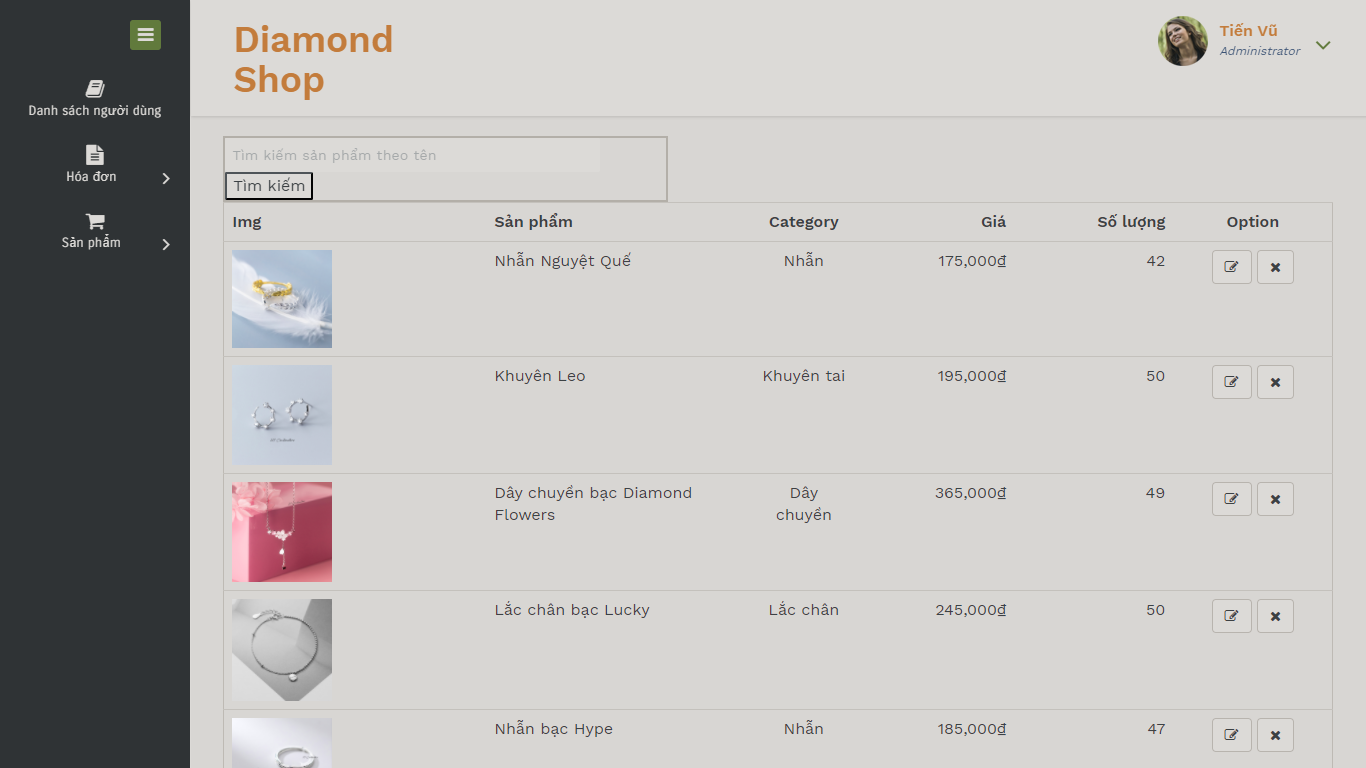 Diamond
Shop
Tiến Vũ
Administrator
Danh sách người dùng
Hóa đơn
Sản phẩm
Tìm kiếm sản phẩm theo tên
Tìm kiếm
Img Sản phẩm Category Giá Số lượng Option
Nhẫn Nguyệt Quế Nhẫn 175,000₫ 42
Khuyên Leo Khuyên tai 195,000₫ 50
Dây chuyền bạc Diamond Dây 365,000₫ 49
Flowers chuyền
Lắc chân bạc Lucky Lắc chân 245,000₫ 50
Nhẫn bạc Hype Nhẫn 185,000₫ 47